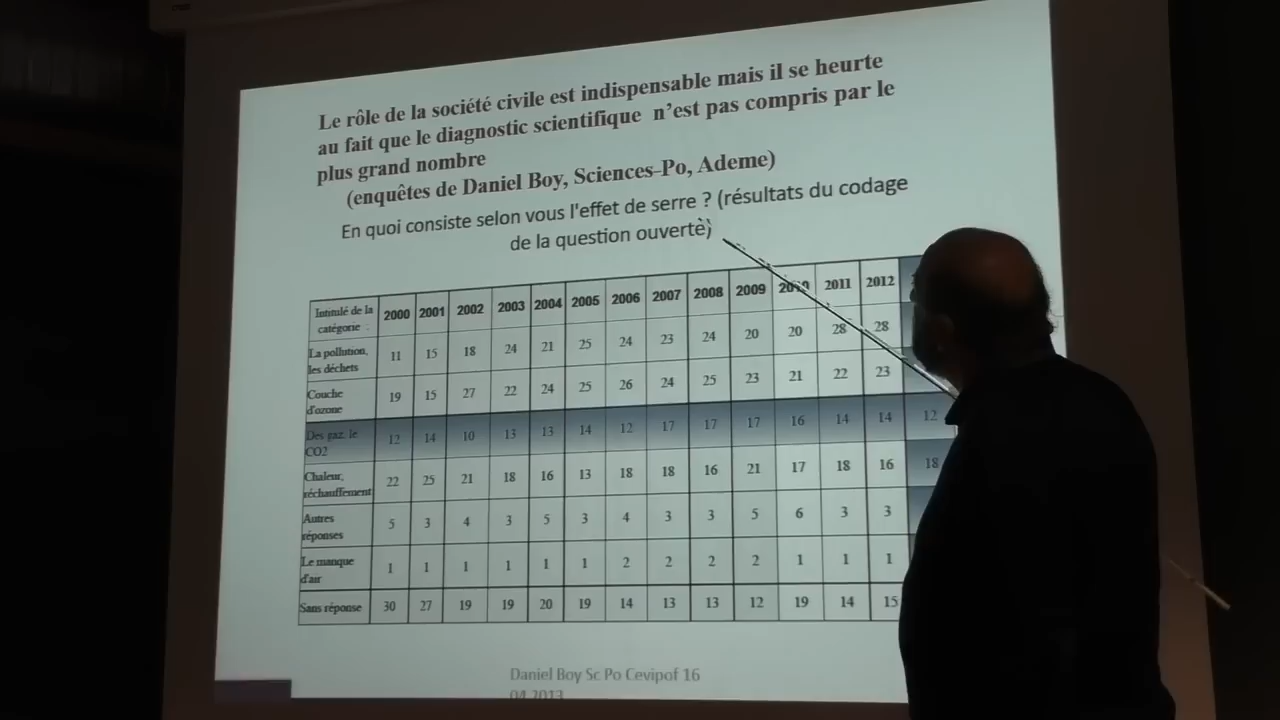 Le rôle de la société civile est indispensable mais il se heurte
au fait que le diagnostic scientifique n'est pas compris par le
plus grand nombre
(enquêtes de Daniel Boy, Sciences-Po, Ademe)
En quoi consiste selon vous l'effet de serre ? (résultats du codage
de la question ouverte)
Intitulé de la catégorie : 2000 2001 2002 2003 2004 2005 2006 2007 2008 2009 2010 2011 2012
La pollution, les déchets 11 15 18 24 21 25 24 23 24 20 20 28 28
Couche d'ozone 19 15 27 22 24 25 26 24 25 23 21 22 23
Des gaz, le CO2 12 14 10 13 13 14 12 17 17 17 16 14 14 12
Chaleur, réchauffement 22 25 21 18 16 13 18 18 16 21 17 18 16 18
Autres réponses 5 3 4 3 5 3 4 3 3 5 6 3 3
Le manque d'air 1 1 1 1 1 1 2 2 2 2 1 1 1
Sans réponse 30 27 19 19 20 19 14 13 13 12 19 14 15
Daniel Boy Sc Po Cevipof 16
04 2013